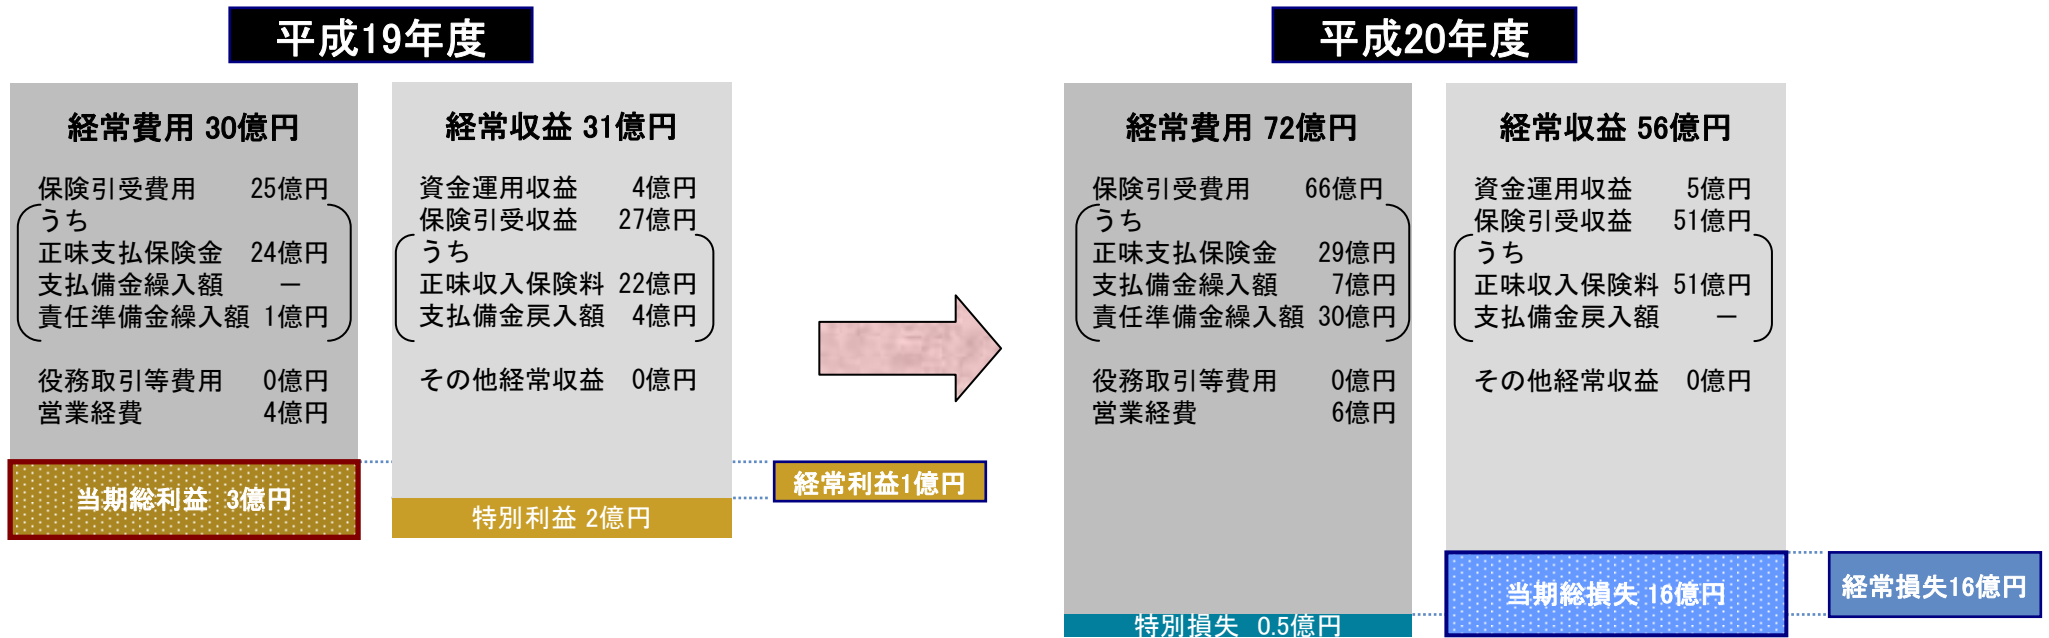 平成19年度
経常費用 30億円
保険引受費用 25億円
うち
正味支払保険金 24億円
支払備金繰入額 －
責任準備金繰入額 1億円
役務取引等費用 0億円
営業経費 4億円
当期総利益 3億円
経常収益 31億円
資金運用収益 4億円
保険引受収益 27億円
うち
正味収入保険料 22億円
支払備金戻入額 4億円
その他経常収益 0億円
特別利益 2億円
経常利益1億円
平成20年度
経常費用 72億円
保険引受費用 66億円
うち
正味支払保険金 29億円
支払備金繰入額 7億円
責任準備金繰入額 30億円
役務取引等費用 0億円
営業経費 6億円
特別損失 0.5億円
経常収益 56億円
資金運用収益 5億円
保険引受収益 51億円
うち
正味収入保険料 51億円
支払備金戻入額 －
その他経常収益 0億円
当期総損失 16億円
経常損失16億円